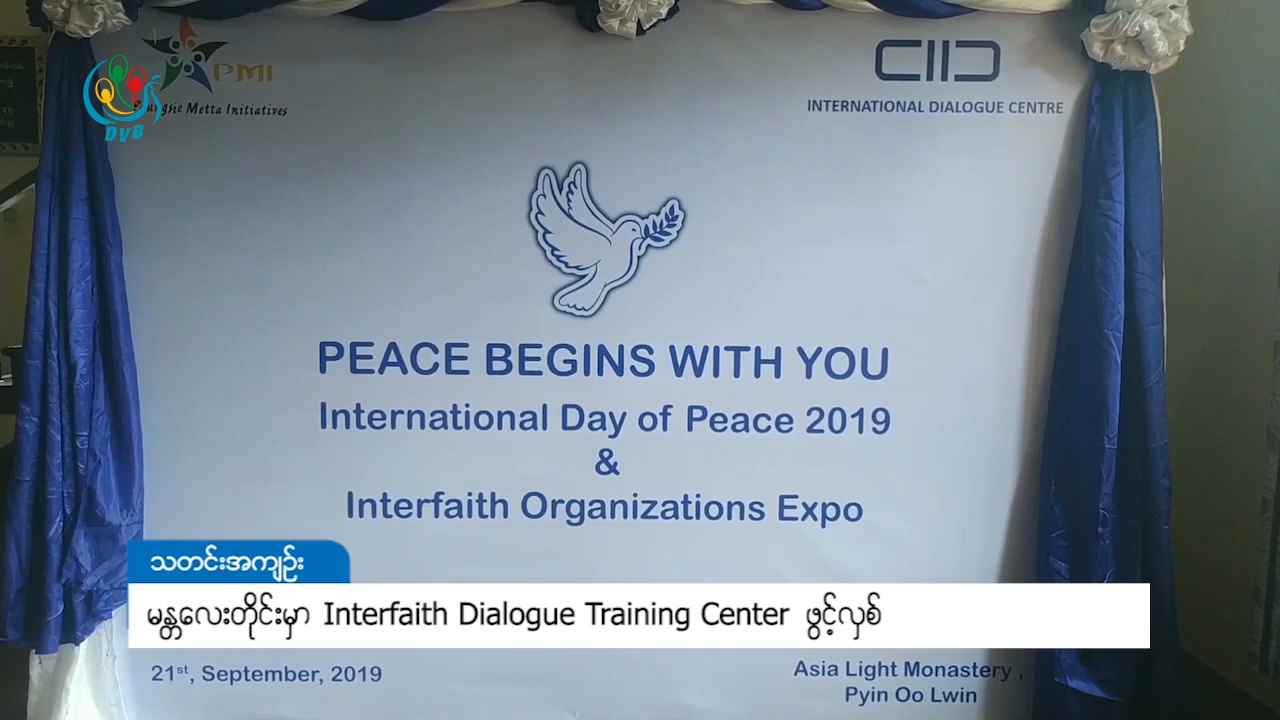 PMI
Metta Initiatives
DVB
CIID
INTERNATIONAL DIALOGUE CENTRE
PEACE BEGINS WITH YOU
International Day of Peace 2019
&
Interfaith Organizations Expo
သတင်းအကျဉ်း
မန္တလေးတိုင်းမှာ Interfaith Dialogue Training Center ဖွင့်လှစ်
21st, September, 2019
Asia Light Monastery ,
Pyin Oo Lwin